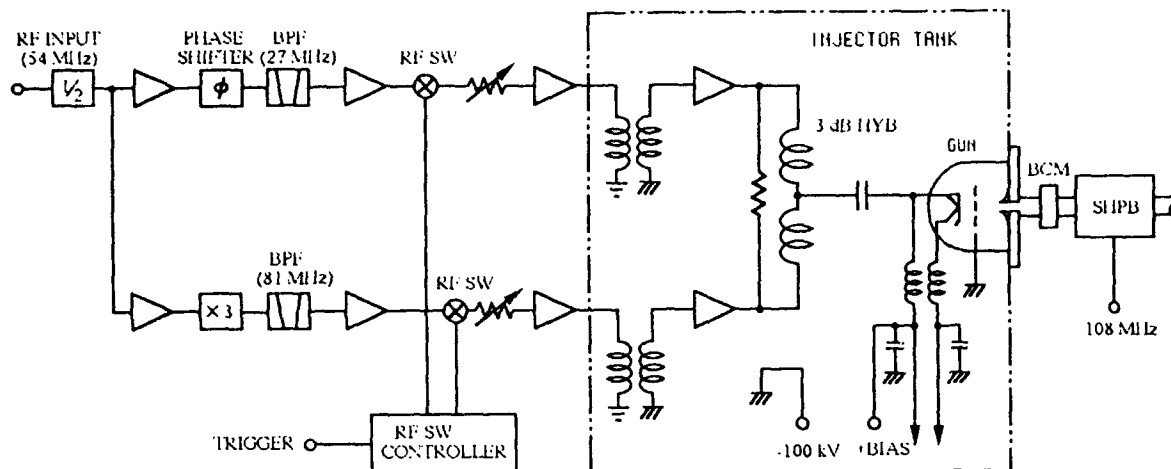 RF INPUT
(54 MHz)
1/2
PHASE
SHIFTER
ϕ
BPF
(27 MHz)
RF SW
INJECTOR TANK
3 dB HYB
GUN
BCM
SHPB
108 MHz
BPF
(81 MHz)
× 3
RF SW
TRIGGER
RF SW
CONTROLLER
-100 kV
+BIAS